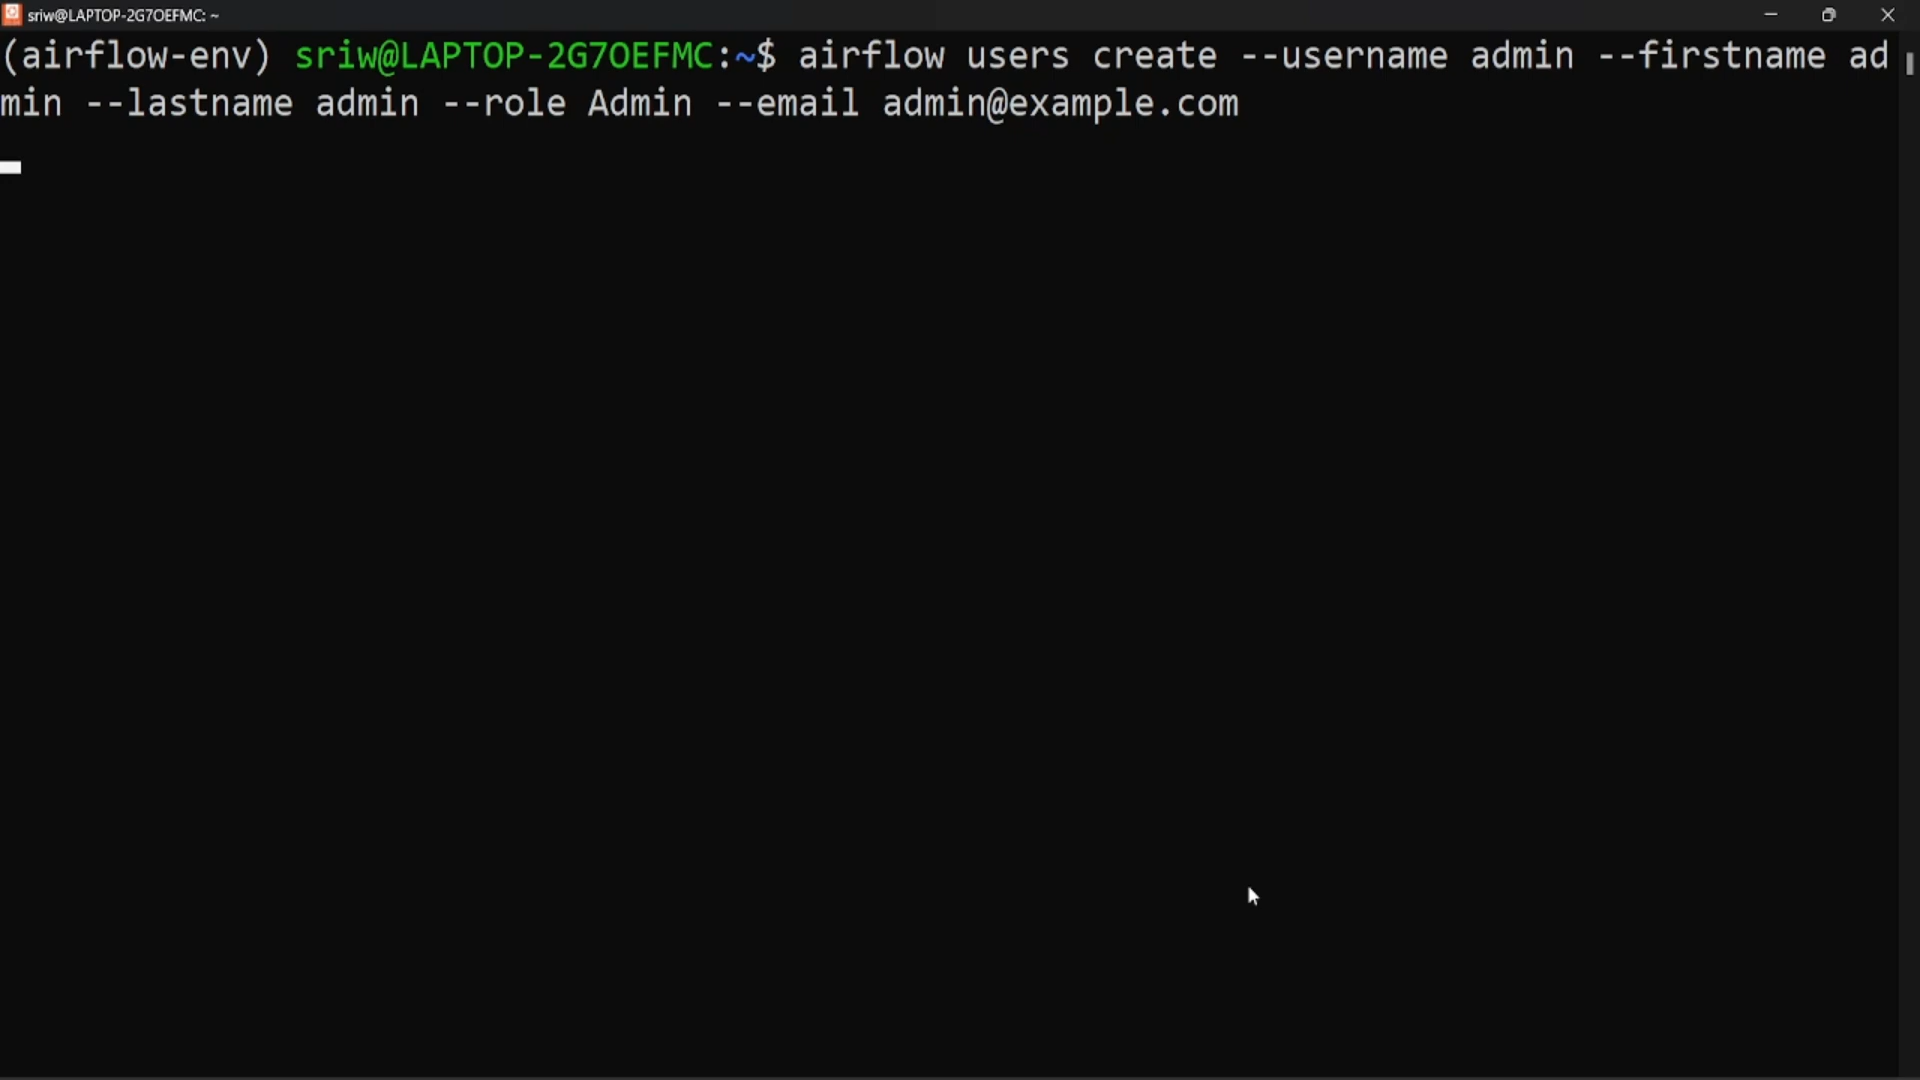 sriw@LAPTOP-2G7OEFMC: ~
(airflow-env) sriw@LAPTOP-2G7OEFMC:~$ airflow users create --username admin --firstname ad
min --lastname admin --role Admin --email admin@example.com